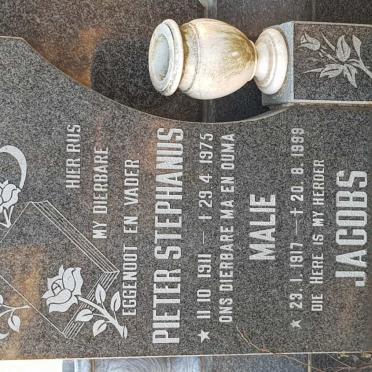 HIER RUS
MY DIERBARE
EGGENOOT EN VADER
PIETER STEPHANUS
★ 11.10.1911 — ✝ 29.4.1975
ONS DIERBARE MA EN OUMA
MALIE
★ 23.1.1917 — ✝ 20.8.1999
DIE HERE IS MY HERDER
JACOBS